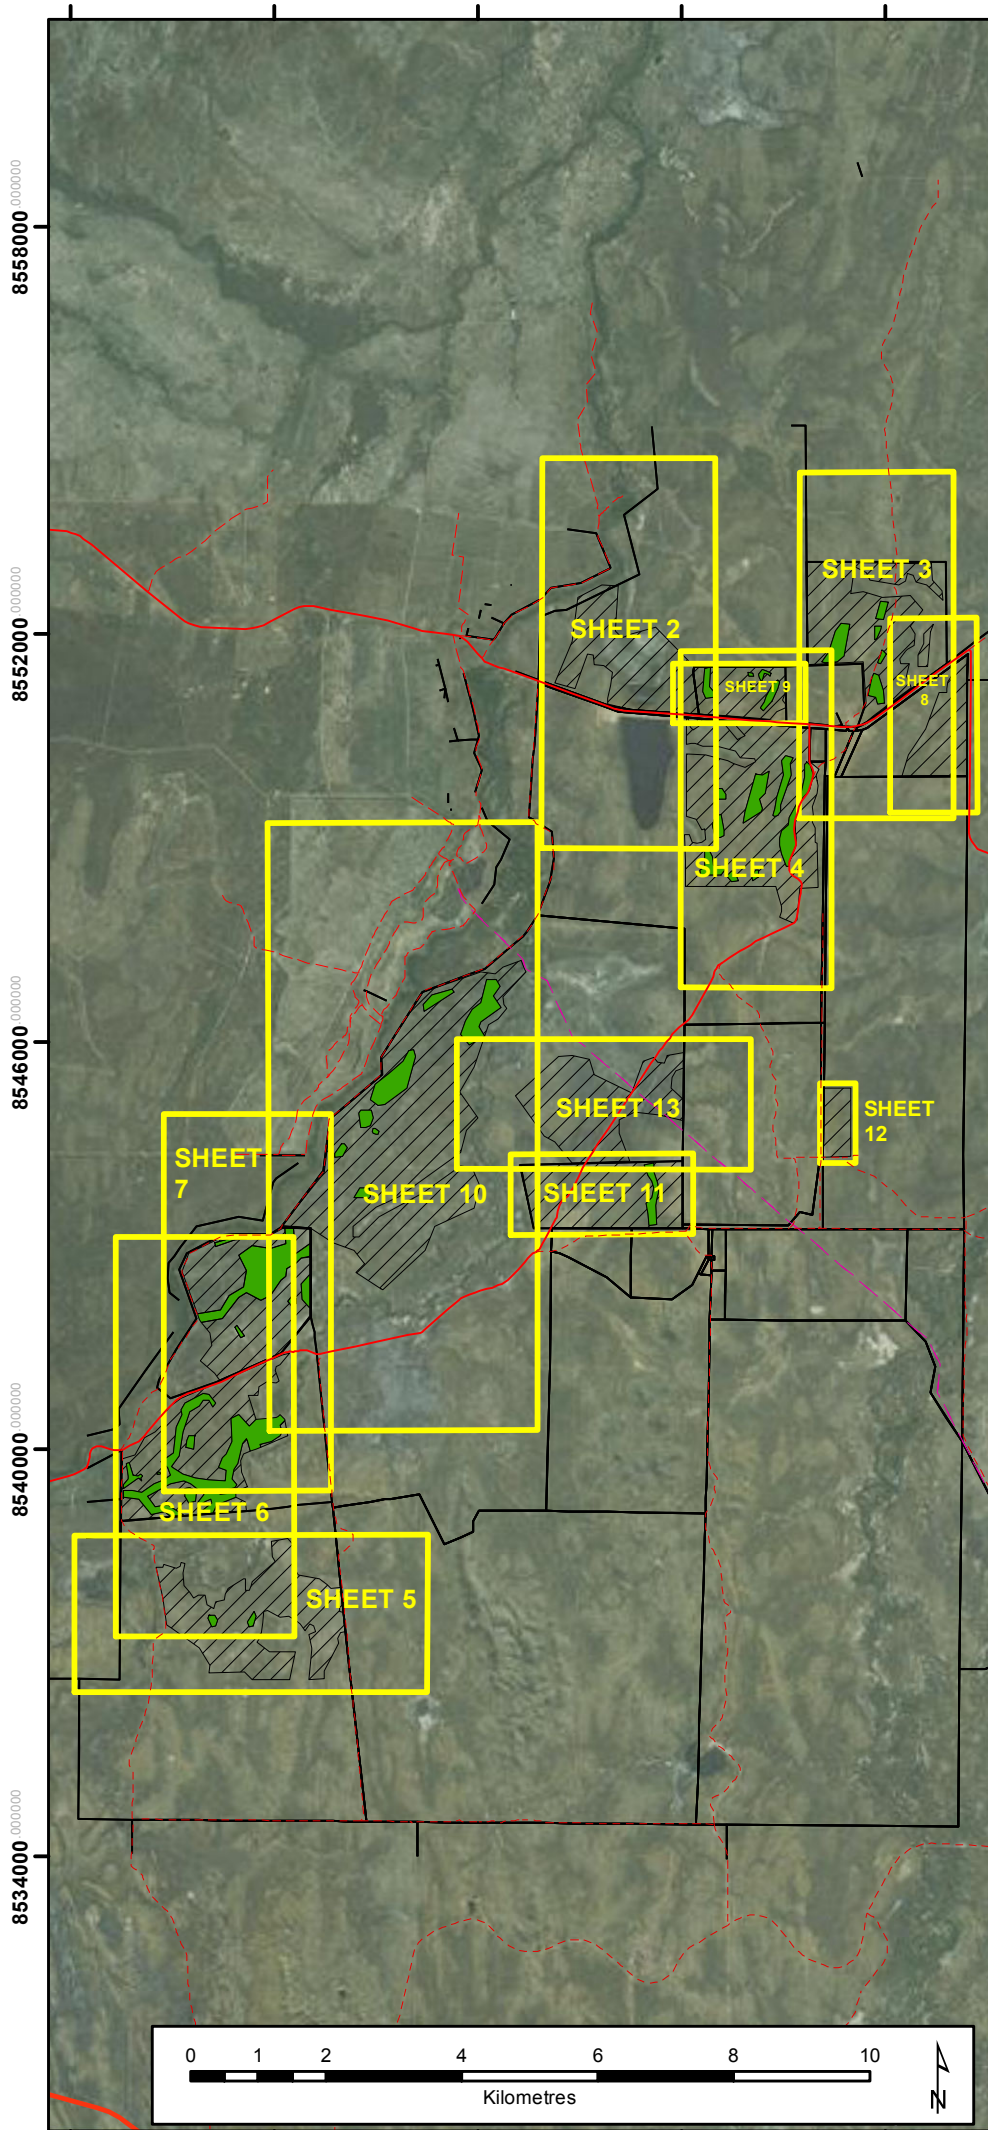 8558000.000000
SHEET 3
8552000.000000
SHEET 2
SHEET
8
SHEET 9
SHEET 4
8546000.000000
SHEET 13
SHEET
12
SHEET
7
SHEET 10
SHEET 11
8540000.000000
SHEET 6
SHEET 5
8534000.000000
0 1 2 4 6 8 10
Kilometres
N